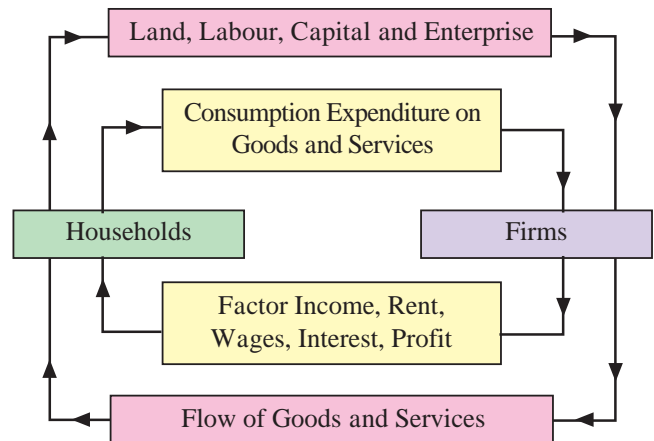 Land, Labour, Capital and Enterprise
Consumption Expenditure on
Goods and Services
Households
Firms
Factor Income, Rent,
Wages, Interest, Profit
Flow of Goods and Services